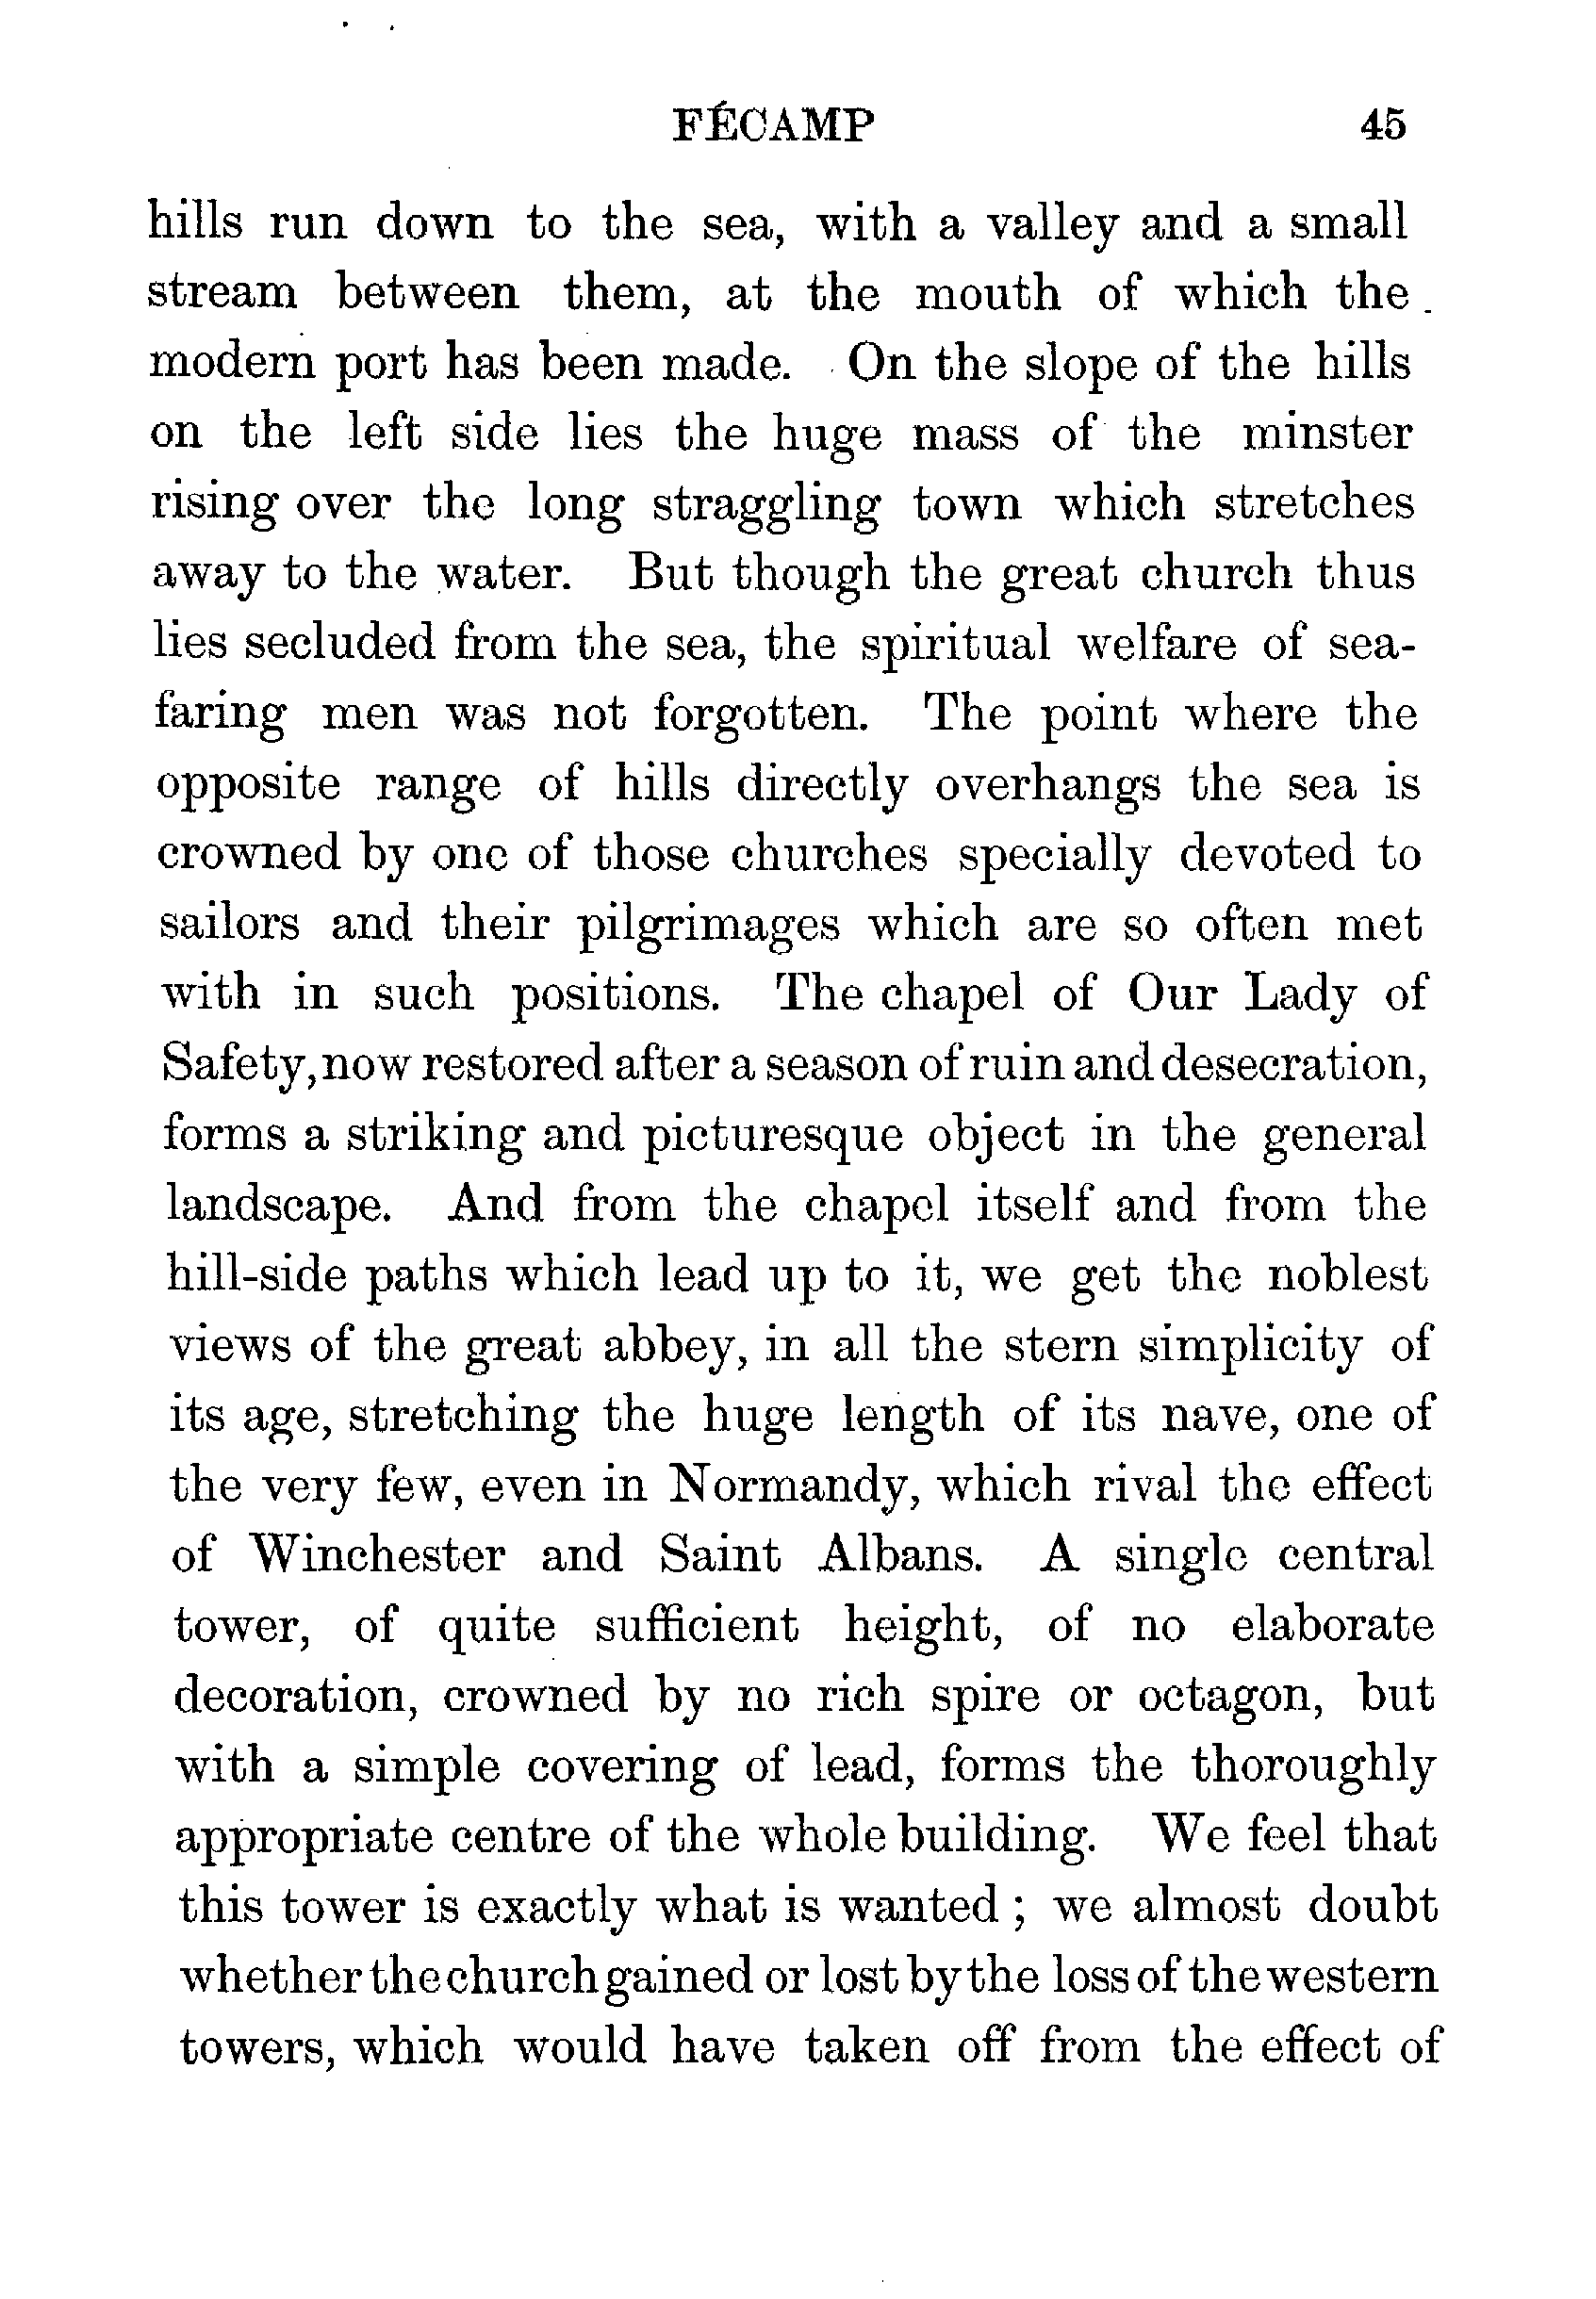 FÉCAMP 45
hills run down to the sea, with a valley and a small
stream between them, at the mouth of which the
modern port has been made. On the slope of the hills
on the left side lies the huge mass of the minster
rising over the long straggling town which stretches
away to the water. But though the great church thus
lies secluded from the sea, the spiritual welfare of sea-
faring men was not forgotten. The point where the
opposite range of hills directly overhangs the sea is
crowned by one of those churches specially devoted to
sailors and their pilgrimages which are so often met
with in such positions. The chapel of Our Lady of
Safety, now restored after a season of ruin and desecration,
forms a striking and picturesque object in the general
landscape. And from the chapel itself and from the
hill-side paths which lead up to it, we get the noblest
views of the great abbey, in all the stern simplicity of
its age, stretching the huge length of its nave, one of
the very few, even in Normandy, which rival the effect
of Winchester and Saint Albans. A single central
tower, of quite sufficient height, of no elaborate
decoration, crowned by no rich spire or octagon, but
with a simple covering of lead, forms the thoroughly
appropriate centre of the whole building. We feel that
this tower is exactly what is wanted ; we almost doubt
whether the church gained or lost by the loss of the western
towers, which would have taken off from the effect of